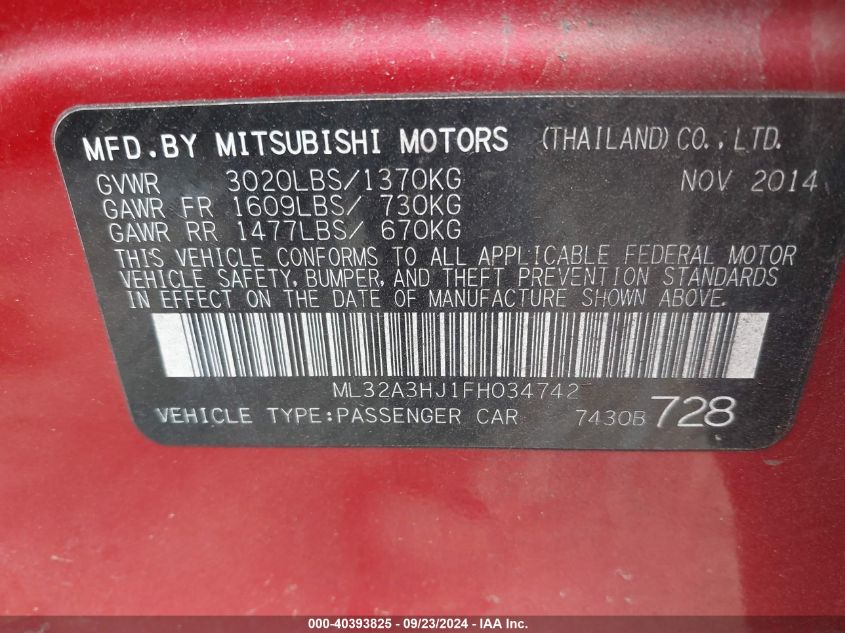 MFD.BY MITSUBISHI MOTORS (THAILAND) CO., LTD.
GVWR 3020LBS/1370KG NOV 2014
GAWR FR 1609LBS/ 730KG
GAWR RR 1477LBS/ 670KG
THIS VEHICLE CONFORMS TO ALL APPLICABLE FEDERAL MOTOR
VEHICLE SAFETY, BUMPER, AND THEFT PREVENTION STANDARDS
IN EFFECT ON THE DATE OF MANUFACTURE SHOWN ABOVE.
ML32A3HJ1FH034742
VEHICLE TYPE:PASSENGER CAR 7430B 728
000-40393825 - 09/23/2024 - IAA Inc.